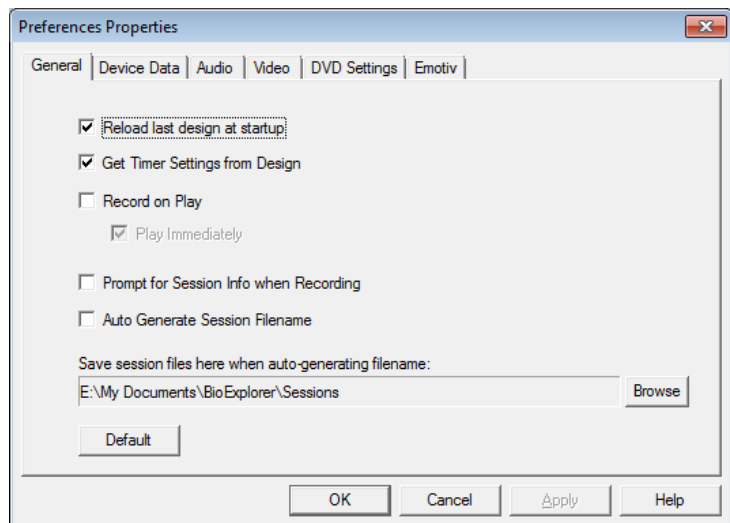 Preferences Properties
General Device Data Audio Video DVD Settings Emotiv
Reload last design at startup
Get Timer Settings from Design
Record on Play
Play Immediately
Prompt for Session Info when Recording
Auto Generate Session Filename
Save session files here when auto-generating filename:
E:\My Documents\BioExplorer\Sessions Browse
Default
OK Cancel Apply Help